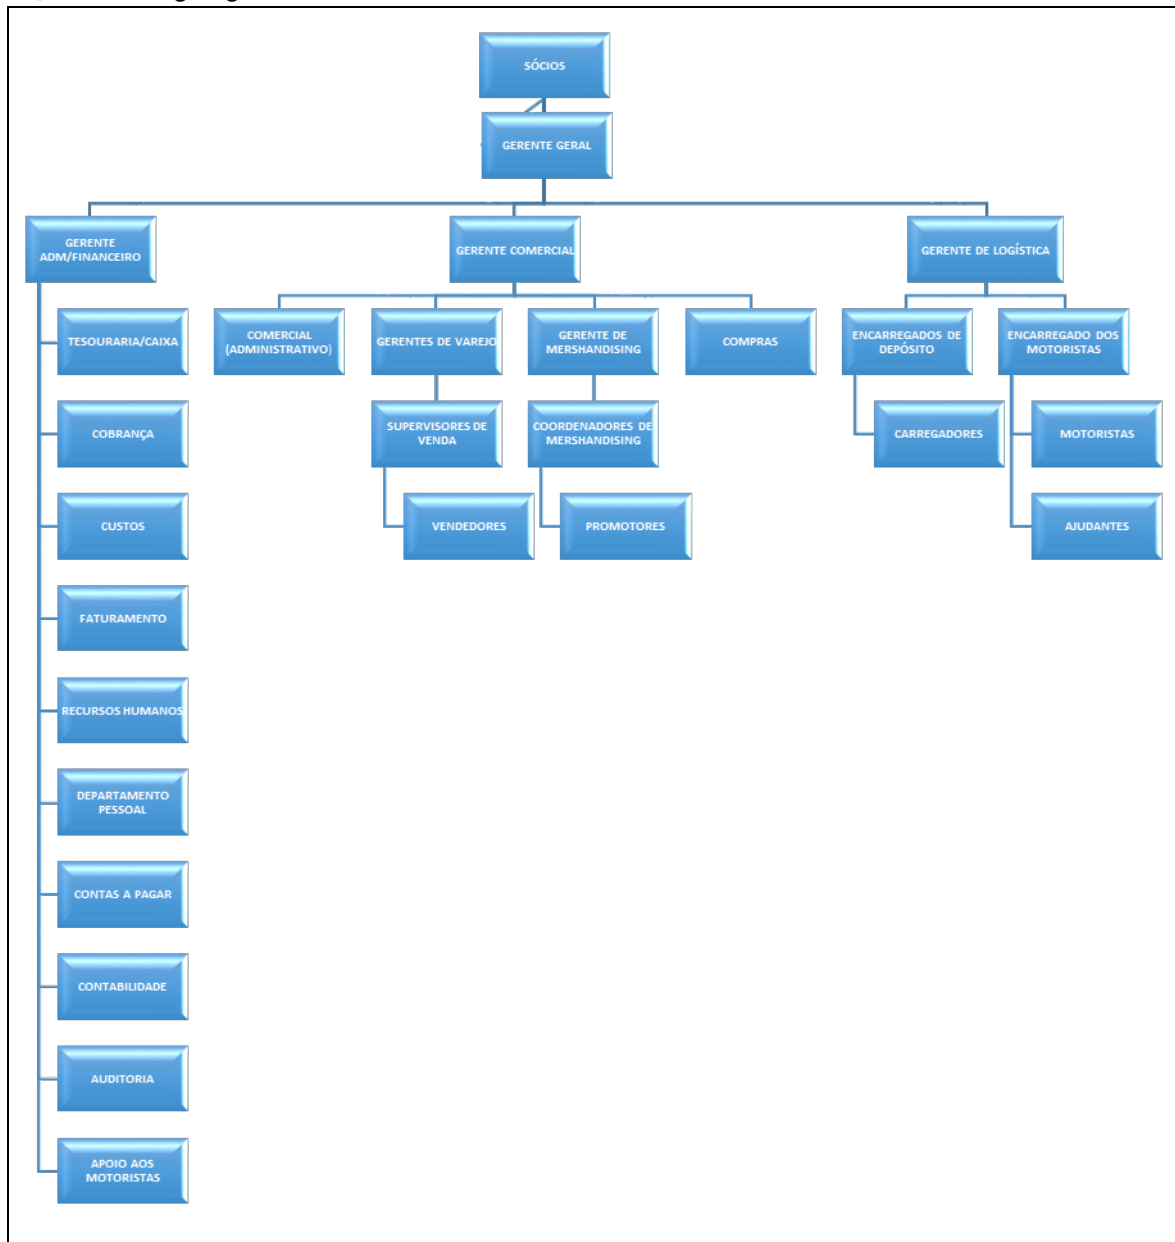 SÓCIOS
GERENTE GERAL
GERENTE
ADM/FINANCEIRO
GERENTE COMERCIAL
GERENTE DE LOGÍSTICA
TESOURARIA/CAIXA
COMERCIAL
(ADMINISTRATIVO)
GERENTES DE VAREJO
GERENTE DE
MERSHANDISING
COMPRAS
ENCARREGADOS DE
DEPÓSITO
ENCARREGADO DOS
MOTORISTAS
COBRANÇA
SUPERVISORES DE
VENDA
COORDENADORES DE
MERSHANDISING
CARREGADORES
MOTORISTAS
CUSTOS
VENDEDORES
PROMOTORES
AJUDANTES
FATURAMENTO
RECURSOS HUMANOS
DEPARTAMENTO
PESSOAL
CONTAS A PAGAR
CONTABILIDADE
AUDITORIA
APOIO AOS
MOTORISTAS